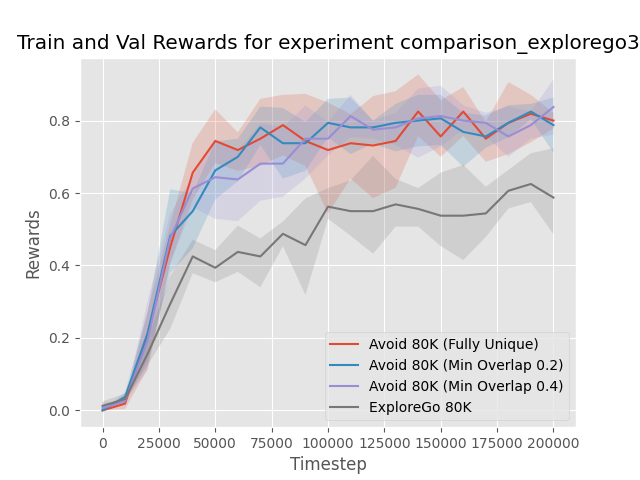 Train and Val Rewards for experiment comparison_explorego3
Rewards
0.8
0.6
0.4
0.2
0.0
Avoid 80K (Fully Unique)
Avoid 80K (Min Overlap 0.2)
Avoid 80K (Min Overlap 0.4)
ExploreGo 80K
0 25000 50000 75000 100000 125000 150000 175000 200000
Timestep